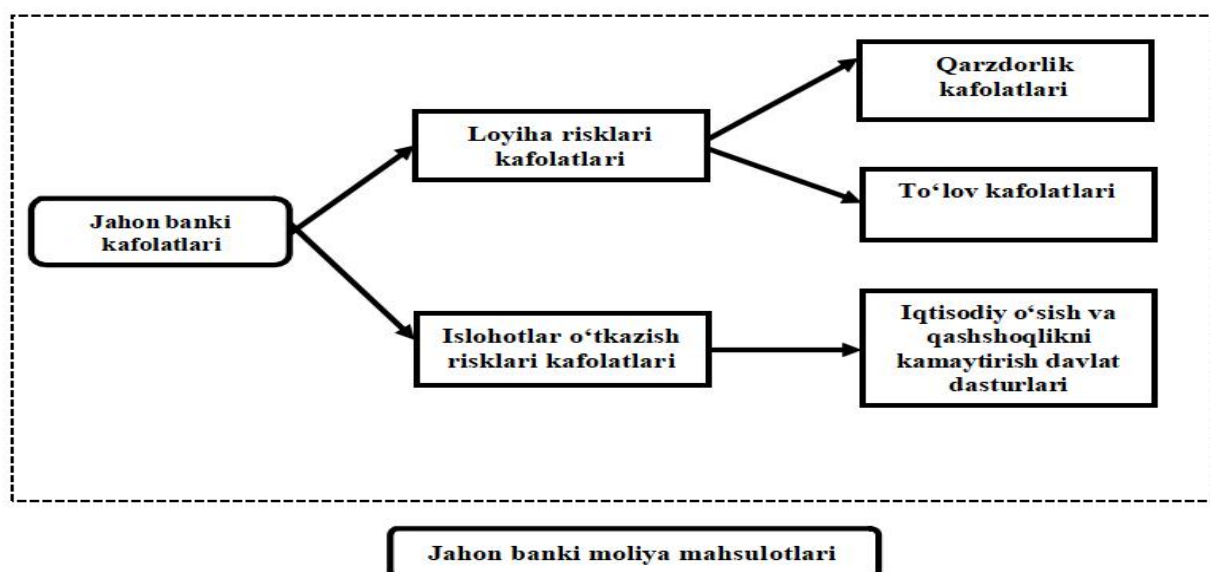 Jahon banki
kafolatlari
Loyiha risklari
kafolatlari
Qarzdorlik
kafolatlari
To‘lov kafolatlari
Islohotlar o‘tkazish
risklari kafolatlari
Iqtisodiy o‘sish va
qashshoqlikni
kamaytirish davlat
dasturlari
Jahon banki moliya mahsulotlari